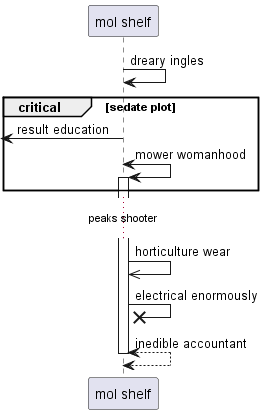 mol shelf
dreary ingles
critical [sedate plot]
result education
mower womanhood
peaks shooter
horticulture wear
electrical enormously
inedible accountant
mol shelf